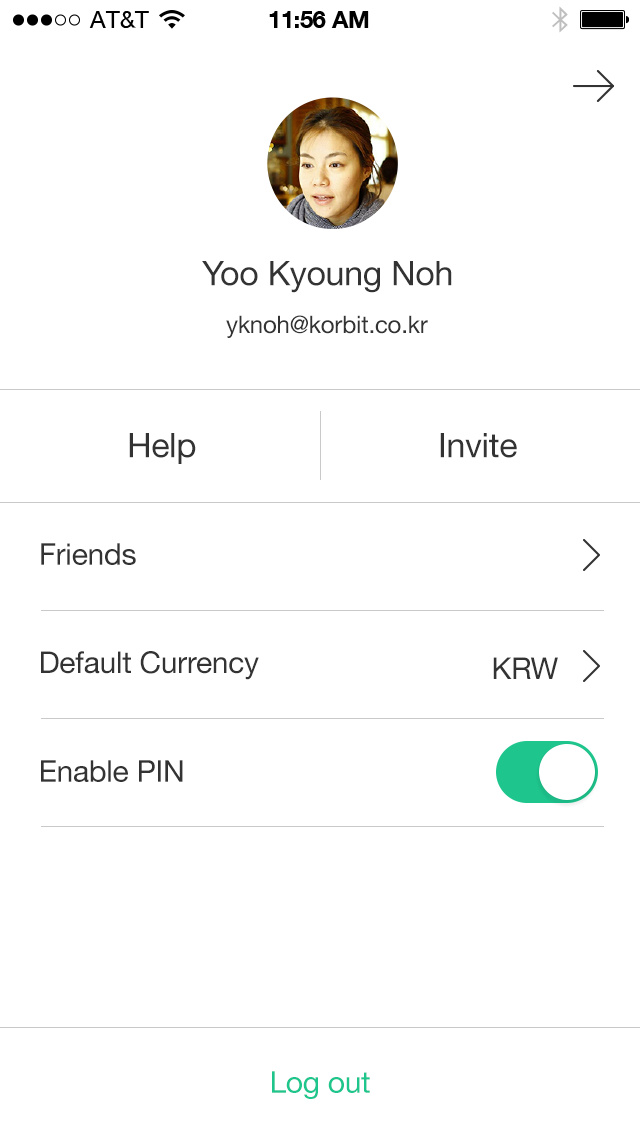 AT&T 11:56 AM
Yoo Kyoung Noh
yknoh@korbit.co.kr
Help Invite
Friends
Default Currency KRW
Enable PIN
Log out